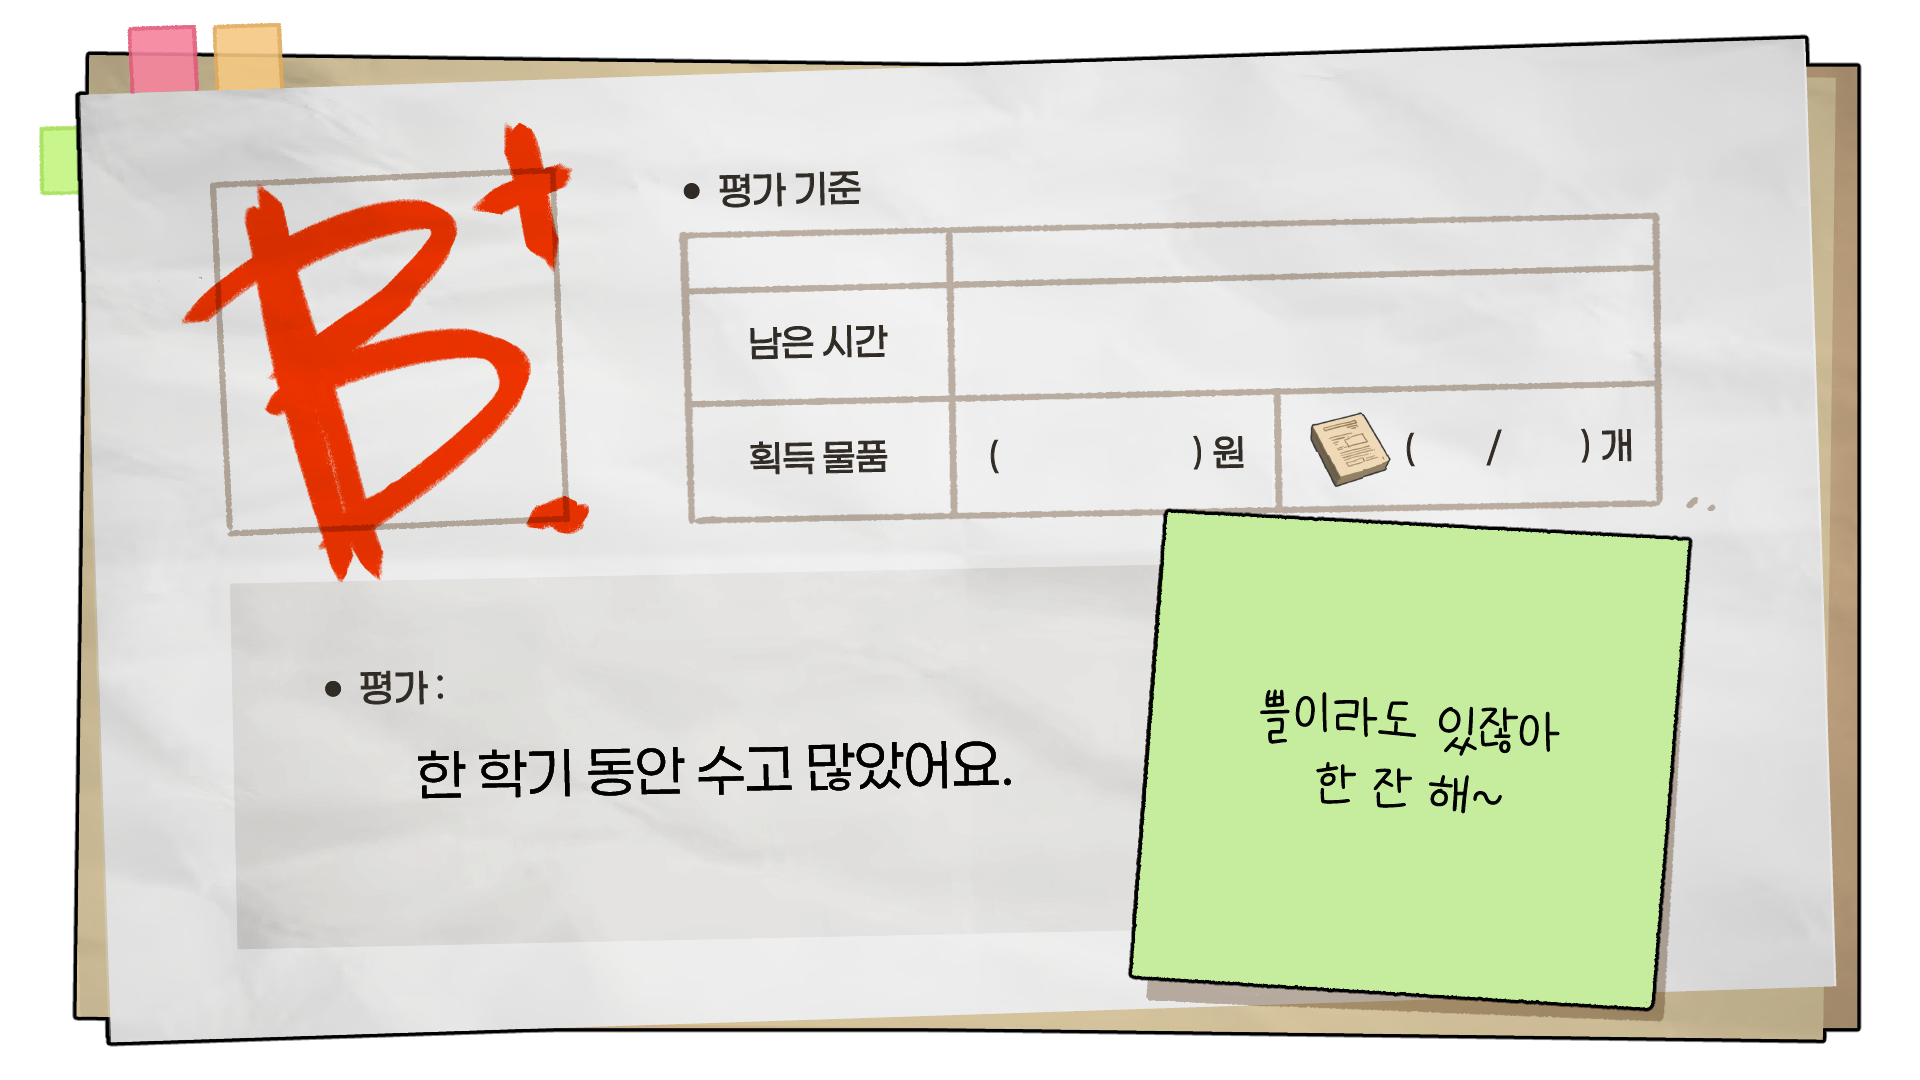 B+
• 평가 기준
남은 시간
획득 물품 ( ) 원 ( / ) 개
• 평가 :
한 학기 동안 수고 많았어요.
쁠이라도 있잖아
한 잔 해~